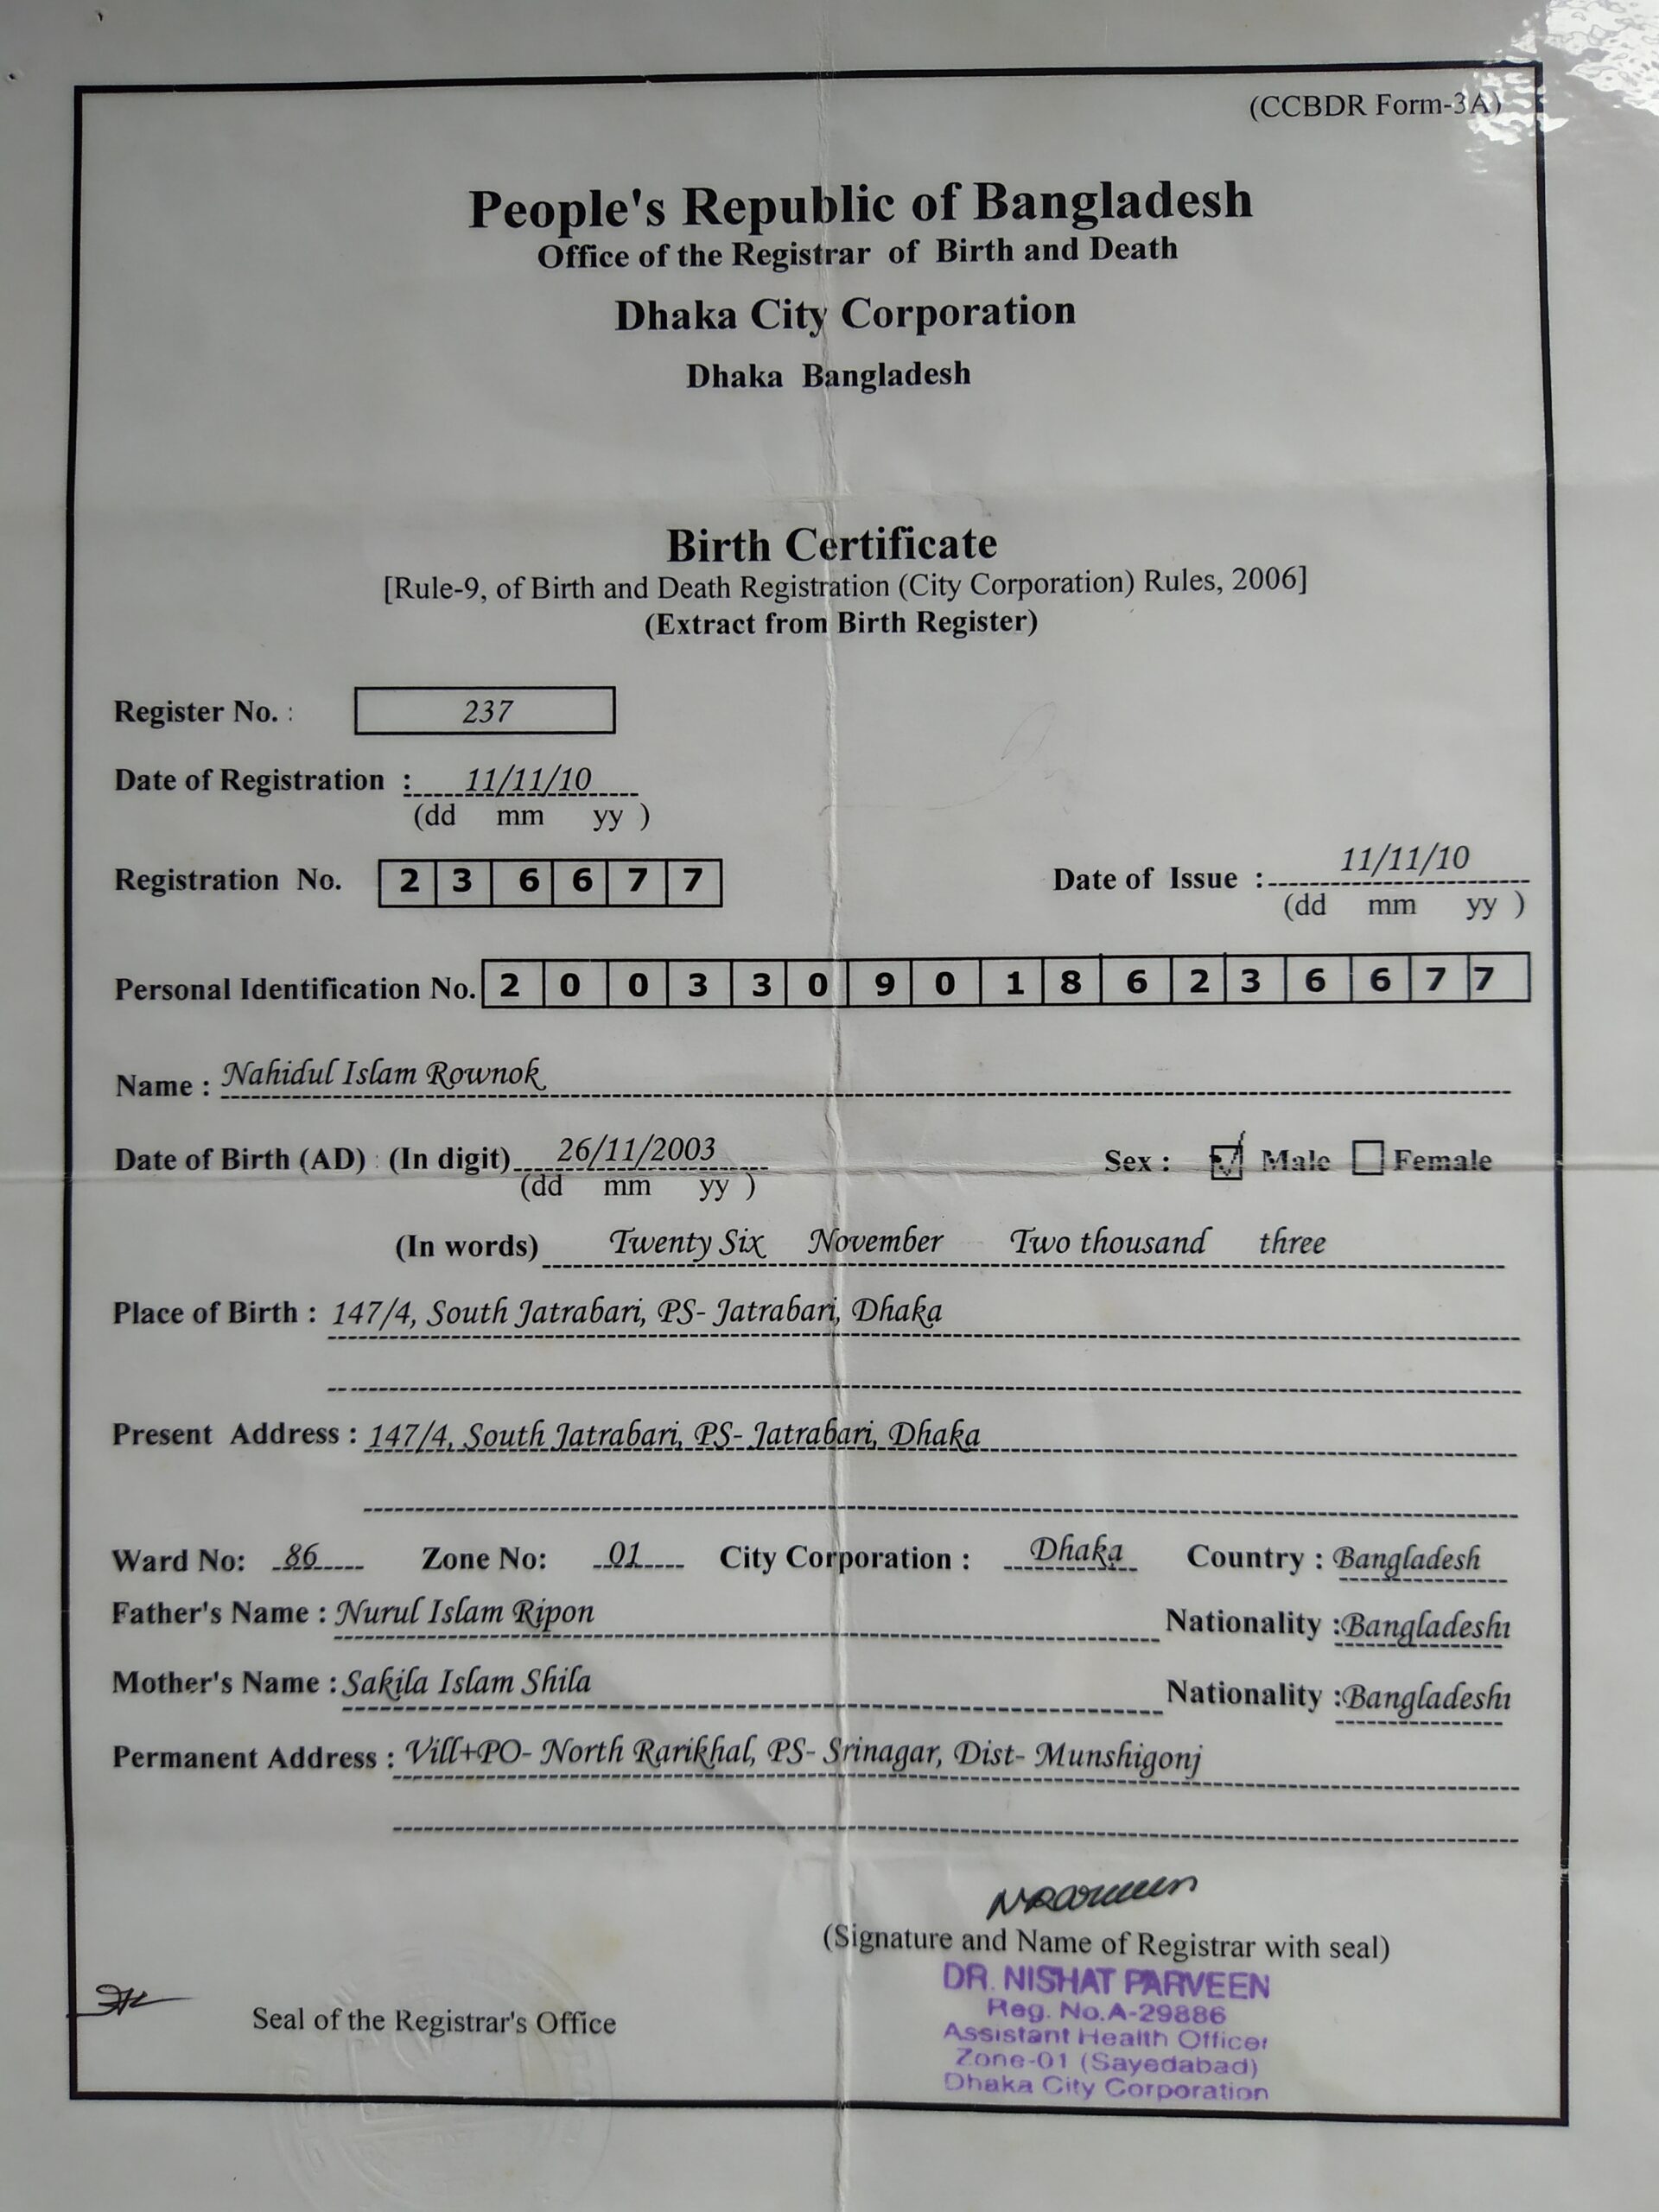 (CCBDR Form-3A)
People's Republic of Bangladesh
Office of the Registrar of Birth and Death
Dhaka City Corporation
Dhaka Bangladesh
Birth Certificate
[Rule-9, of Birth and Death Registration (City Corporation) Rules, 2006]
(Extract from Birth Register)
Register No. : 237
Date of Registration : 11/11/10
(dd mm yy )
Registration No. 2 3 6 6 7 7 Date of Issue : 11/11/10
(dd mm yy )
Personal Identification No. 2 0 0 3 3 0 9 0 1 8 6 2 3 6 6 7 7
Name : Nahidul Islam Rownok
Date of Birth (AD) : (In digit) 26/11/2003 Sex : Male Female
(dd mm yy )
(In words) Twenty Six November Two thousand three
Place of Birth : 147/4, South Jatrabari, PS- Jatrabari, Dhaka
Present Address : 147/4, South Jatrabari, PS- Jatrabari, Dhaka
Ward No: 86 Zone No: 01 City Corporation : Dhaka Country : Bangladesh
Father's Name : Nurul Islam Ripon Nationality : Bangladeshi
Mother's Name : Sakila Islam Shila Nationality : Bangladeshi
Permanent Address : Vill+PO- North Rarikhal, PS- Srinagar, Dist- Munshigonj
(Signature and Name of Registrar with seal)
DR. NISHAT PARVEEN
Reg. No.A-29886
Assistant Health Officer
Zone-01 (Sayedabad)
Dhaka City Corporation
Seal of the Registrar's Office